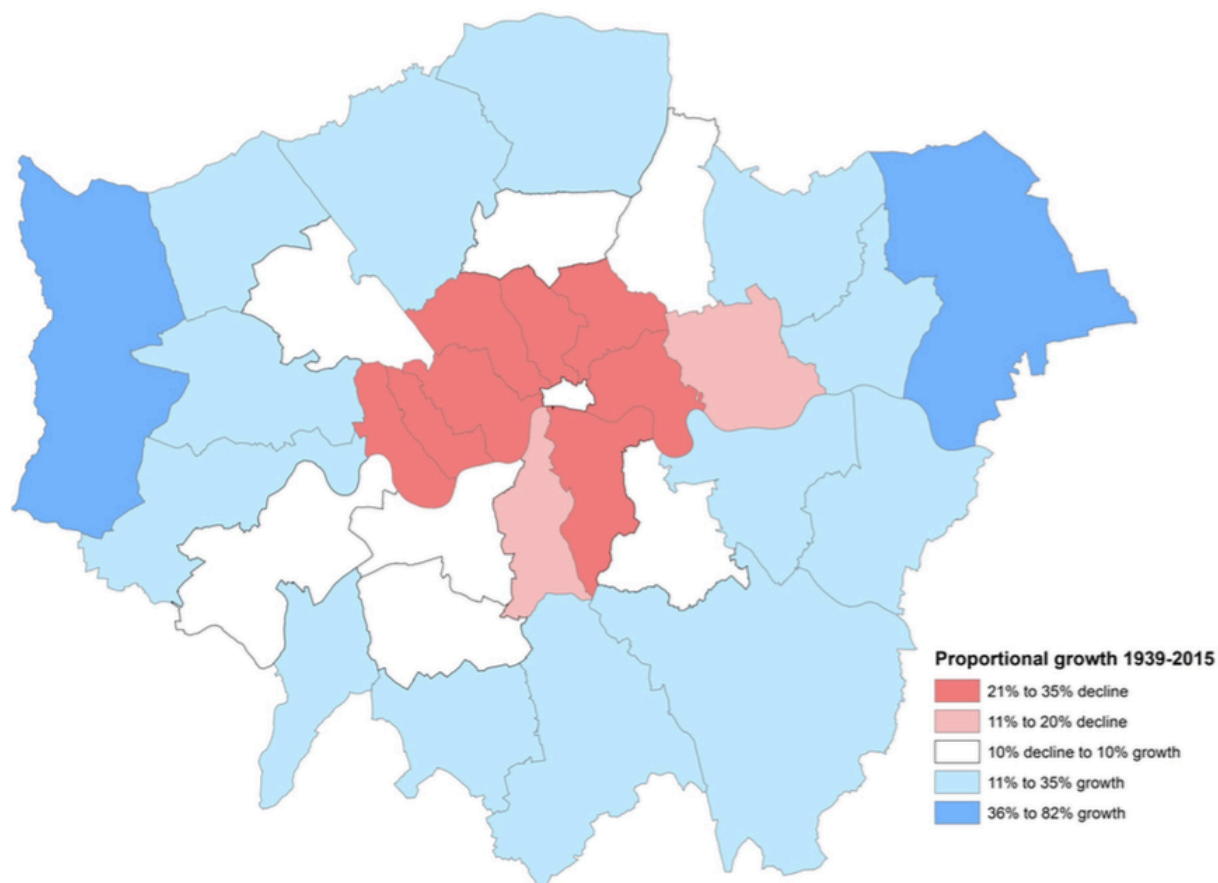 Proportional growth 1939-2015
21% to 35% decline
11% to 20% decline
10% decline to 10% growth
11% to 35% growth
36% to 82% growth